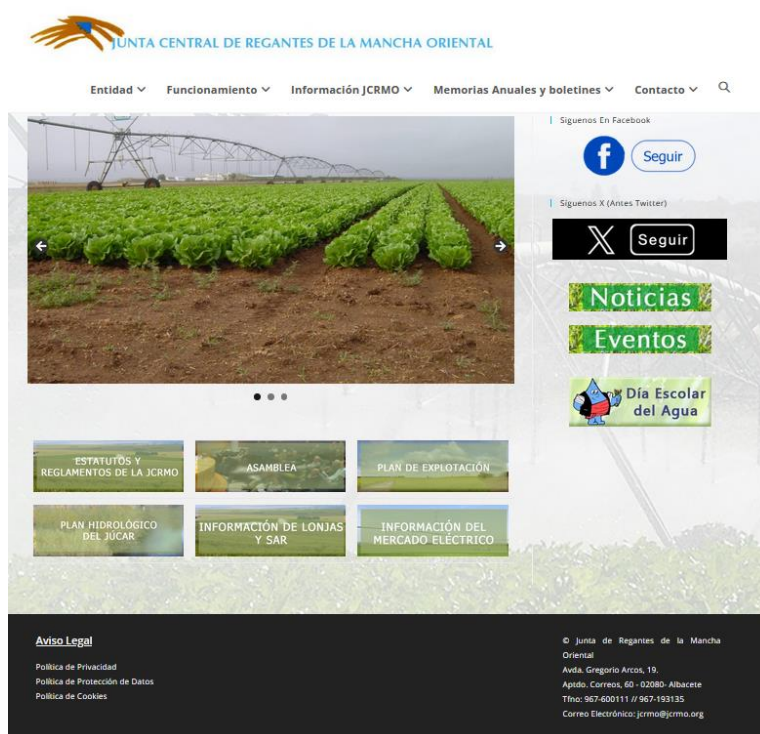 JUNTA CENTRAL DE REGANTES DE LA MANCHA ORIENTAL
Entidad Funcionamiento Información JCRMO Memorias Anuales y boletines Contacto
Síguenos En Facebook
Seguir
Síguenos X (Antes Twitter)
Seguir
Noticias
Eventos
Día Escolar
del Agua
ESTATUTOS Y
REGLAMENTOS DE LA JCRMO
ASAMBLEA
PLAN DE EXPLOTACIÓN
PLAN HIDROLÓGICO
DEL JÚCAR
INFORMACIÓN DE LONJAS
Y SAR
INFORMACIÓN DEL
MERCADO ELÉCTRICO
Aviso Legal
Política de Privacidad
Política de Protección de Datos
Política de Cookies
© Junta de Regantes de la Mancha
Oriental
Avda. Gregorio Arcos, 19.
Aptdo. Correos, 60 - 02080- Albacete
Tfno: 967-600111 // 967-193135
Correo Electrónico: jcrmo@jcrmo.org